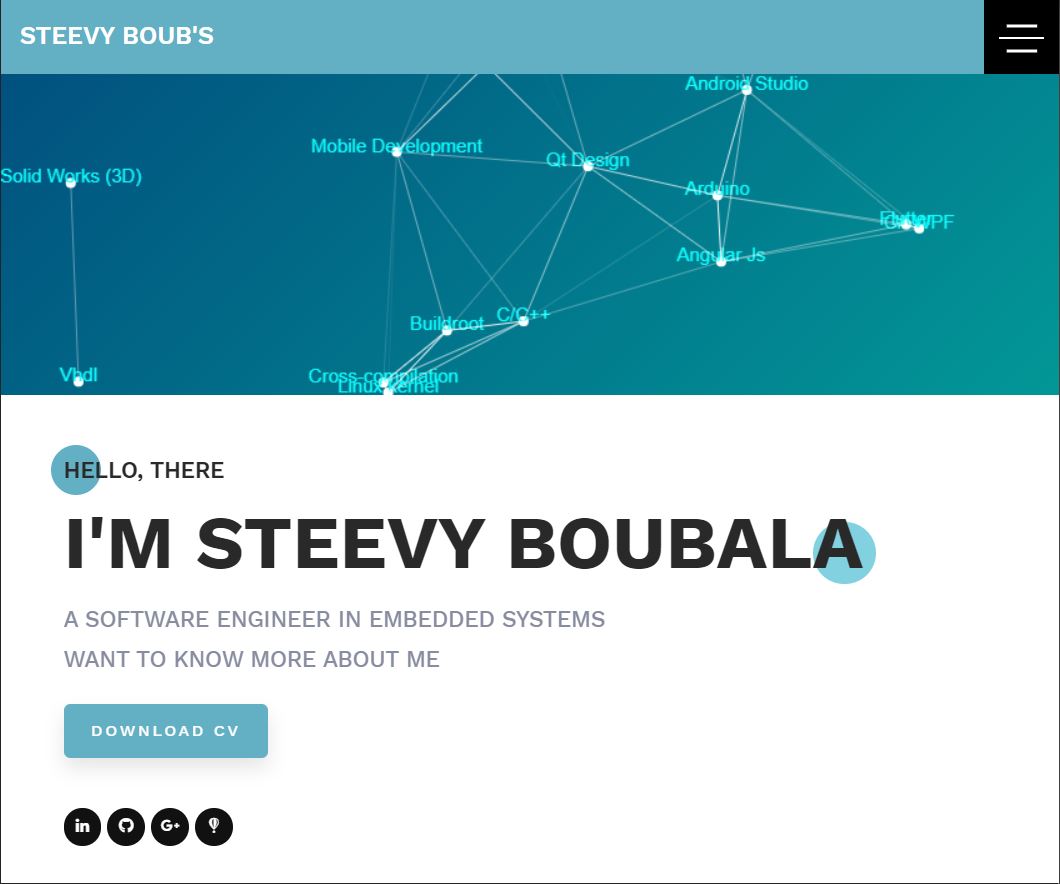 STEEVY BOUB'S
Android Studio
Mobile Development
Qt Design
Solid Works (3D)
Arduino
Flutter
C#/WPF
Angular Js
C/C++
Buildroot
Vhdl
Cross-compilation
Linux Kernel
HELLO, THERE
I'M STEEVY BOUBALA
A SOFTWARE ENGINEER IN EMBEDDED SYSTEMS
WANT TO KNOW MORE ABOUT ME
DOWNLOAD CV
in
G+